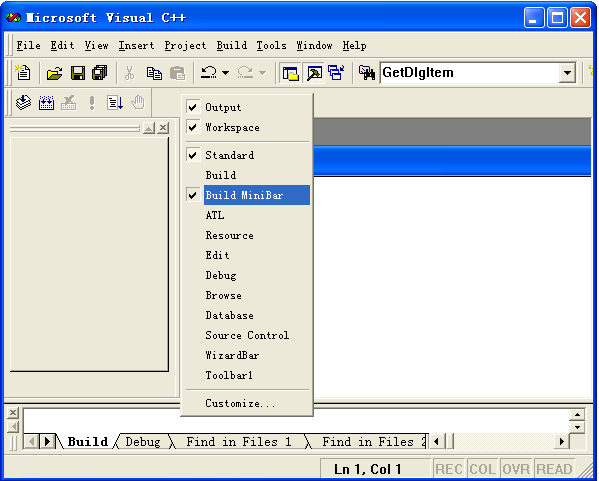 Microsoft Visual C++
File Edit View Insert Project Build Tools Window Help
GetDlgItem
Output
Workspace
Standard
Build
Build MiniBar
ATL
Resource
Edit
Debug
Browse
Database
Source Control
WizardBar
Toolbar1
Customize...
Build Debug Find in Files 1 Find in Files 2
Ln 1, Col 1 REC COL OVR READ